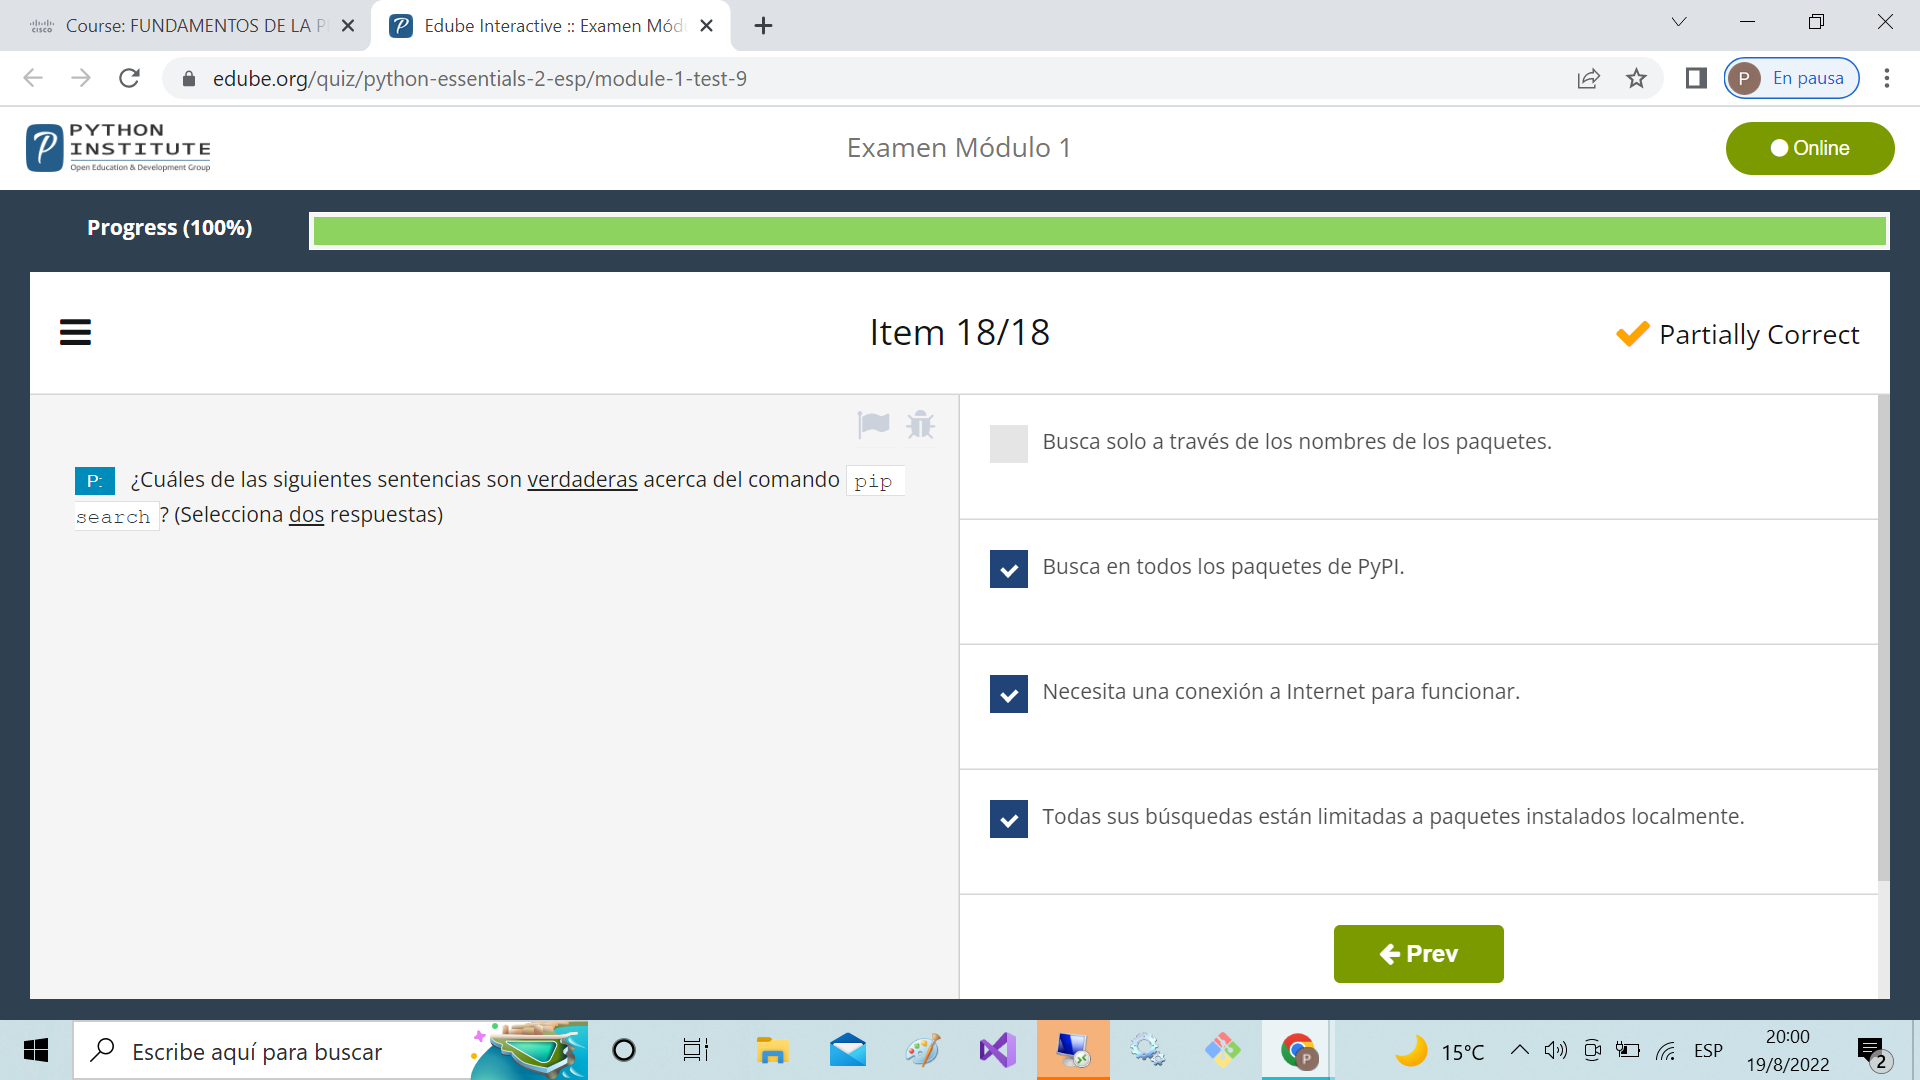 Course: FUNDAMENTOS DE LA P
Edube Interactive :: Examen Mód
edube.org/quiz/python-essentials-2-esp/module-1-test-9
P
En pausa
PYTHON
INSTITUTE
Open Education & Development Group
Examen Módulo 1
Online
Progress (100%)
Item 18/18
Partially Correct
P: ¿Cuáles de las siguientes sentencias son verdaderas acerca del comando pip
search ? (Selecciona dos respuestas)
Busca solo a través de los nombres de los paquetes.
Busca en todos los paquetes de PyPI.
Necesita una conexión a Internet para funcionar.
Todas sus búsquedas están limitadas a paquetes instalados localmente.
Prev
Escribe aquí para buscar
P
15°C
ESP
20:00
19/8/2022
2